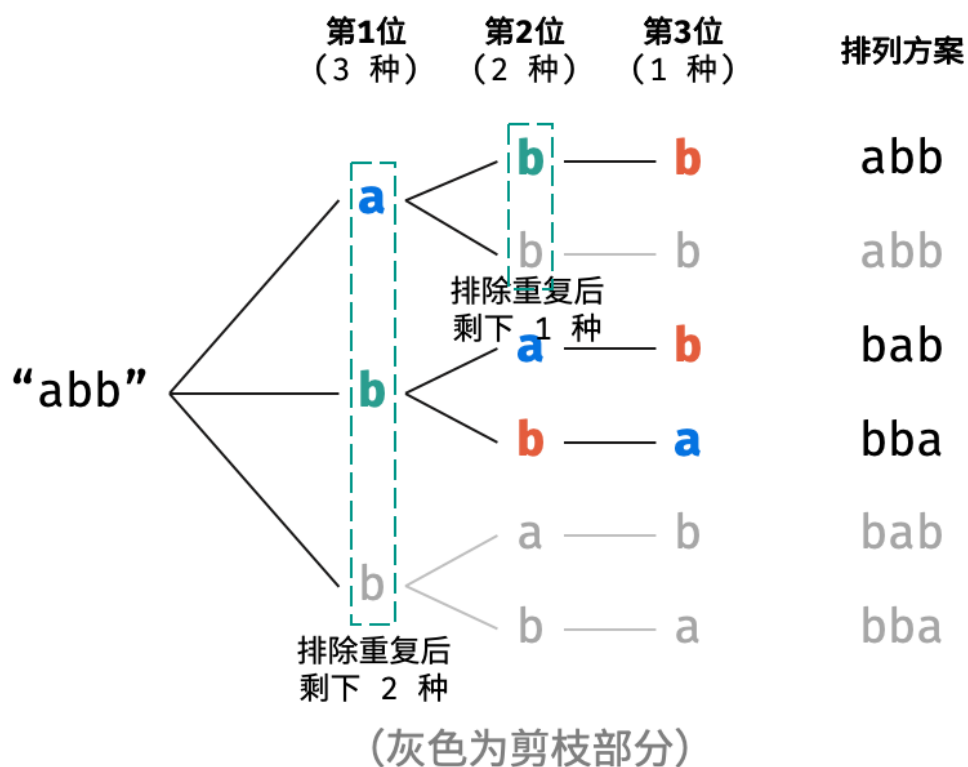 第1位 第2位 第3位 排列方案
（3 种） （2 种） （1 种）
b b abb
a
b b abb
排除重复后
剩下 1 种
a b bab
“abb” b
b a bba
a b bab
b
b a bba
排除重复后
剩下 2 种
（灰色为剪枝部分）